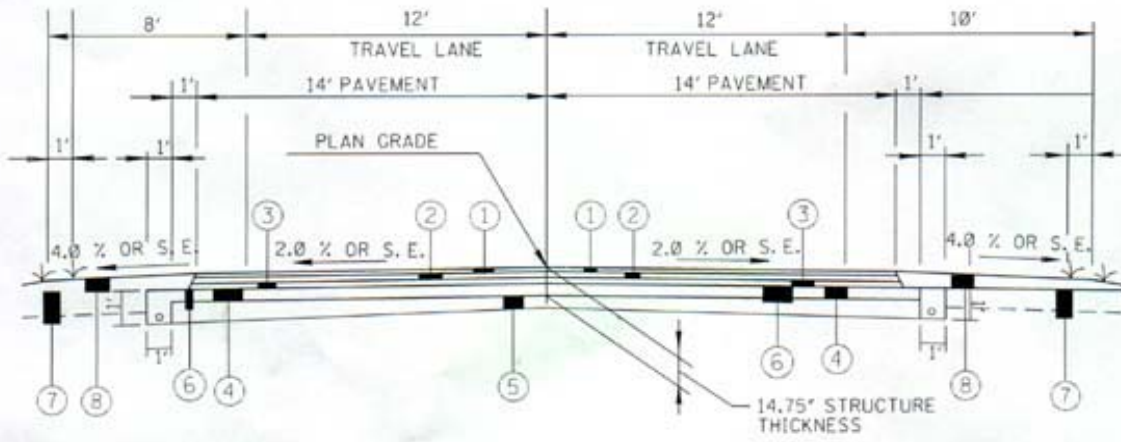 8' 12' 12' 10'
TRAVEL LANE TRAVEL LANE
1' 14' PAVEMENT 14' PAVEMENT 1'
PLAN GRADE
1' 1' 1' 1'
3 2 1 1 2 3
4.0 % OR S.E. 2.0 % OR S.E. 2.0 % OR S.E. 4.0 % OR S.E.
1' 1'
1' 1'
7 8 6 4 5 6 4 8 7
14.75" STRUCTURE
THICKNESS